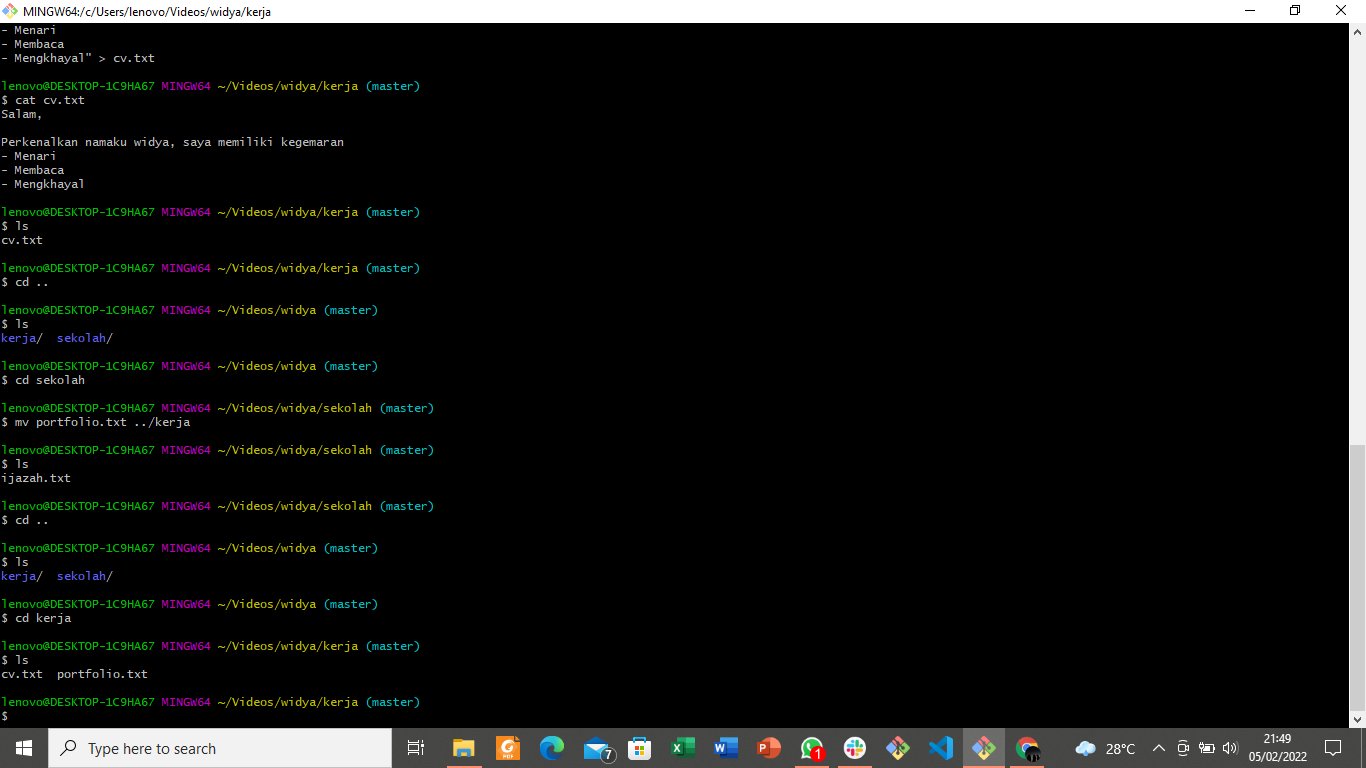 MINGW64:/c/Users/lenovo/Videos/widya/kerja
- Menari
- Membaca
- Mengkhayal" > cv.txt
lenovo@DESKTOP-1C9HA67 MINGW64 ~/Videos/widya/kerja (master)
$ cat cv.txt
Salam,
Perkenalkan namaku widya, saya memiliki kegemaran
- Menari
- Membaca
- Mengkhayal
lenovo@DESKTOP-1C9HA67 MINGW64 ~/Videos/widya/kerja (master)
$ ls
cv.txt
lenovo@DESKTOP-1C9HA67 MINGW64 ~/Videos/widya/kerja (master)
$ cd ..
lenovo@DESKTOP-1C9HA67 MINGW64 ~/Videos/widya (master)
$ ls
kerja/  sekolah/
lenovo@DESKTOP-1C9HA67 MINGW64 ~/Videos/widya (master)
$ cd sekolah
lenovo@DESKTOP-1C9HA67 MINGW64 ~/Videos/widya/sekolah (master)
$ mv portfolio.txt ../kerja
lenovo@DESKTOP-1C9HA67 MINGW64 ~/Videos/widya/sekolah (master)
$ ls
ijazah.txt
lenovo@DESKTOP-1C9HA67 MINGW64 ~/Videos/widya/sekolah (master)
$ cd ..
lenovo@DESKTOP-1C9HA67 MINGW64 ~/Videos/widya (master)
$ ls
kerja/  sekolah/
lenovo@DESKTOP-1C9HA67 MINGW64 ~/Videos/widya (master)
$ cd kerja
lenovo@DESKTOP-1C9HA67 MINGW64 ~/Videos/widya/kerja (master)
$ ls
cv.txt  portfolio.txt
lenovo@DESKTOP-1C9HA67 MINGW64 ~/Videos/widya/kerja (master)
$
Type here to search
PDF
7
X
W
P
1
28°C
21:49
05/02/2022